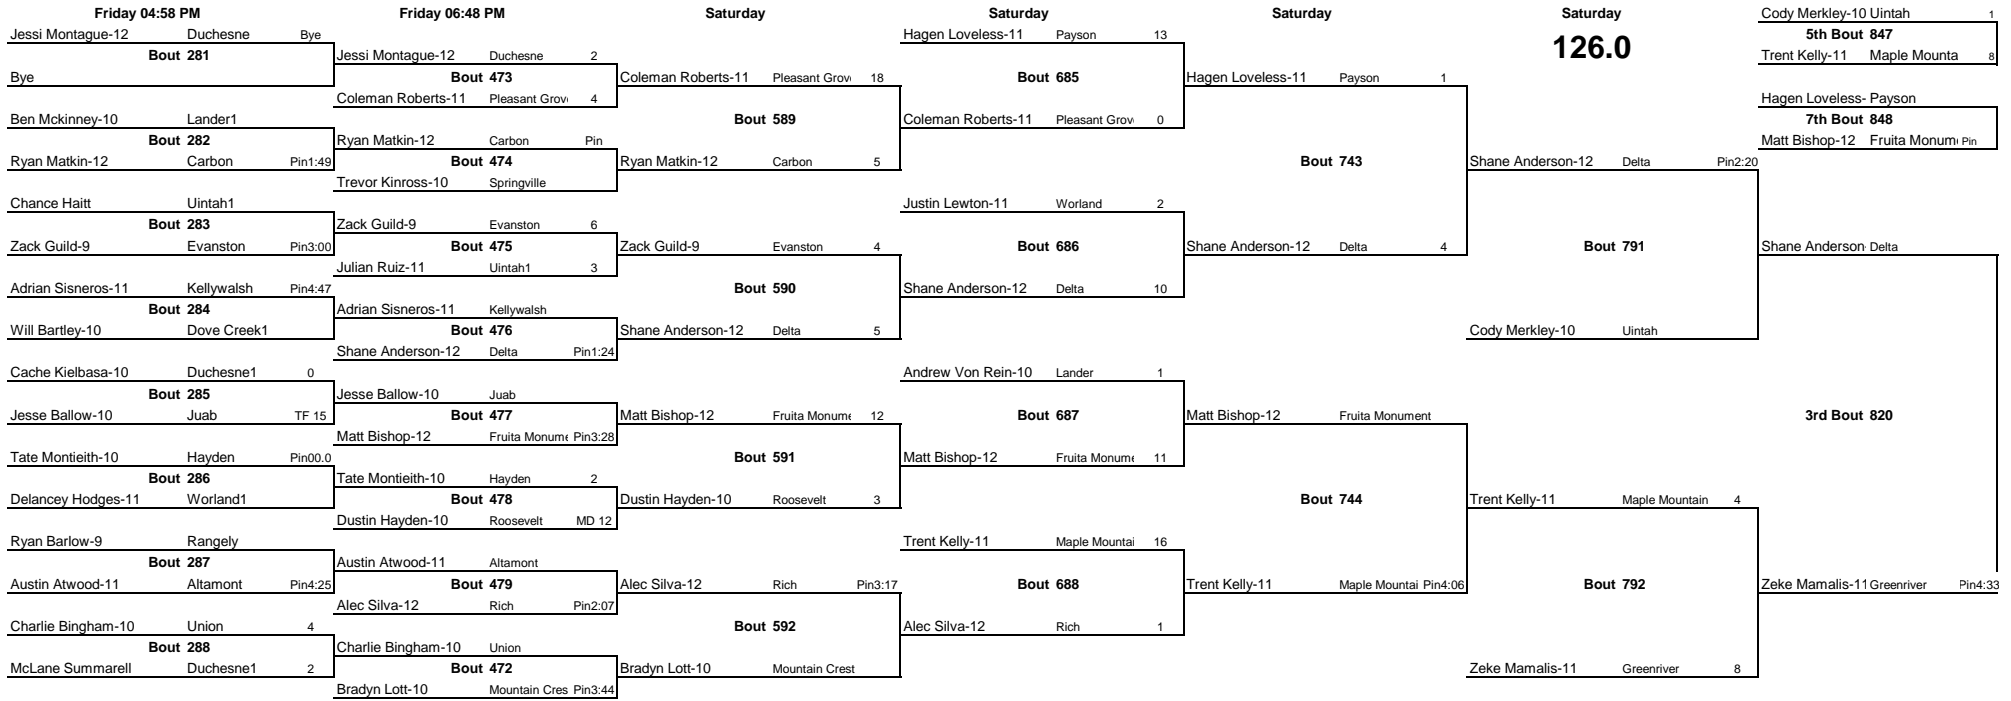 Friday 04:58 PM
Jessi Montague-12 Duchesne Bye
Bout 281
Bye
Ben Mckinney-10 Lander1
Bout 282
Ryan Matkin-12 Carbon Pin1:49
Chance Haitt Uintah1
Bout 283
Zack Guild-9 Evanston Pin3:00
Adrian Sisneros-11 Kellywalsh Pin4:47
Bout 284
Will Bartley-10 Dove Creek1
Cache Kielbasa-10 Duchesne1 0
Bout 285
Jesse Ballow-10 Juab TF 15
Tate Montieith-10 Hayden Pin00.0
Bout 286
Delancey Hodges-11 Worland1
Ryan Barlow-9 Rangely
Bout 287
Austin Atwood-11 Altamont Pin4:25
Charlie Bingham-10 Union 4
Bout 288
McLane Summarell Duchesne1 2
Friday 06:48 PM
Jessi Montague-12 Duchesne 2
Bout 473
Coleman Roberts-11 Pleasant Grov 4
Ryan Matkin-12 Carbon Pin
Bout 474
Trevor Kinross-10 Springville
Zack Guild-9 Evanston 6
Bout 475
Julian Ruiz-11 Uintah1 3
Adrian Sisneros-11 Kellywalsh
Bout 476
Shane Anderson-12 Delta Pin1:24
Jesse Ballow-10 Juab
Bout 477
Matt Bishop-12 Fruita Monume Pin3:28
Tate Montieith-10 Hayden 2
Bout 478
Dustin Hayden-10 Roosevelt MD 12
Austin Atwood-11 Altamont
Bout 479
Alec Silva-12 Rich Pin2:07
Charlie Bingham-10 Union
Bout 472
Bradyn Lott-10 Mountain Cres Pin3:44
Saturday
Coleman Roberts-11 Pleasant Grov 18
Bout 589
Ryan Matkin-12 Carbon 5
Zack Guild-9 Evanston 4
Bout 590
Shane Anderson-12 Delta 5
Matt Bishop-12 Fruita Monume 12
Bout 591
Dustin Hayden-10 Roosevelt 3
Alec Silva-12 Rich Pin3:17
Bout 592
Bradyn Lott-10 Mountain Crest
Saturday
Hagen Loveless-11 Payson 13
Bout 685
Coleman Roberts-11 Pleasant Grov 0
Justin Lewton-11 Worland 2
Bout 686
Shane Anderson-12 Delta 10
Andrew Von Rein-10 Lander 1
Bout 687
Matt Bishop-12 Fruita Monume 11
Trent Kelly-11 Maple Mountai 16
Bout 688
Alec Silva-12 Rich 1
Saturday
Hagen Loveless-11 Payson 1
Bout 743
Shane Anderson-12 Delta 4
Matt Bishop-12 Fruita Monument
Bout 744
Trent Kelly-11 Maple Mountai Pin4:06
Saturday
126.0
Shane Anderson-12 Delta Pin2:20
Bout 791
Cody Merkley-10 Uintah
Trent Kelly-11 Maple Mountain 4
Bout 792
Zeke Mamalis-11 Greenriver 8
Cody Merkley-10 Uintah 1
5th Bout 847
Trent Kelly-11 Maple Mounta 8
Hagen Loveless- Payson
7th Bout 848
Matt Bishop-12 Fruita Monum Pin
Shane Anderson Delta
3rd Bout 820
Zeke Mamalis-11 Greenriver Pin4:33